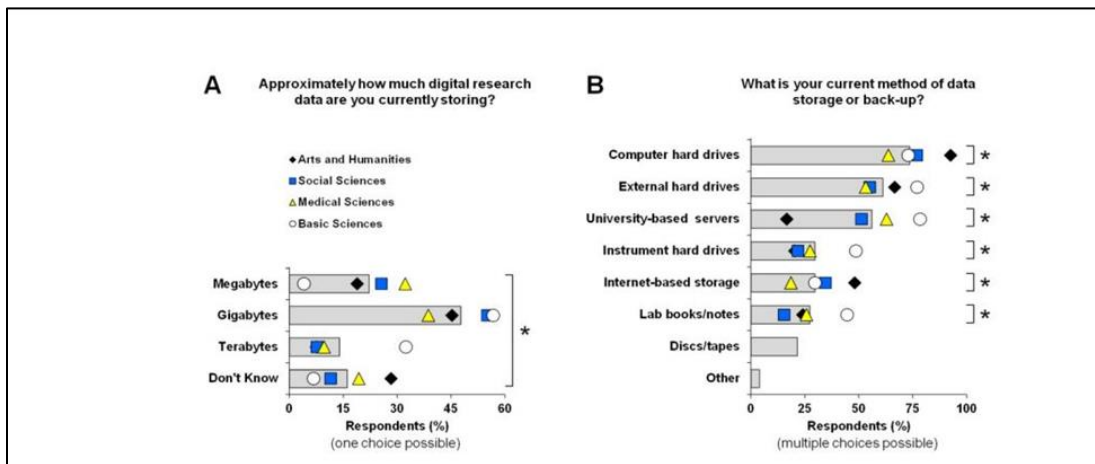 A
Approximately how much digital research
data are you currently storing?
Arts and Humanities
Social Sciences
Medical Sciences
Basic Sciences
Megabytes
Gigabytes
Terabytes
Don't Know
*
0 15 30 45 60
Respondents (%)
(one choice possible)
B
What is your current method of data
storage or back-up?
Computer hard drives *
External hard drives *
University-based servers *
Instrument hard drives *
Internet-based storage *
Lab books/notes *
Discs/tapes
Other
0 25 50 75 100
Respondents (%)
(multiple choices possible)